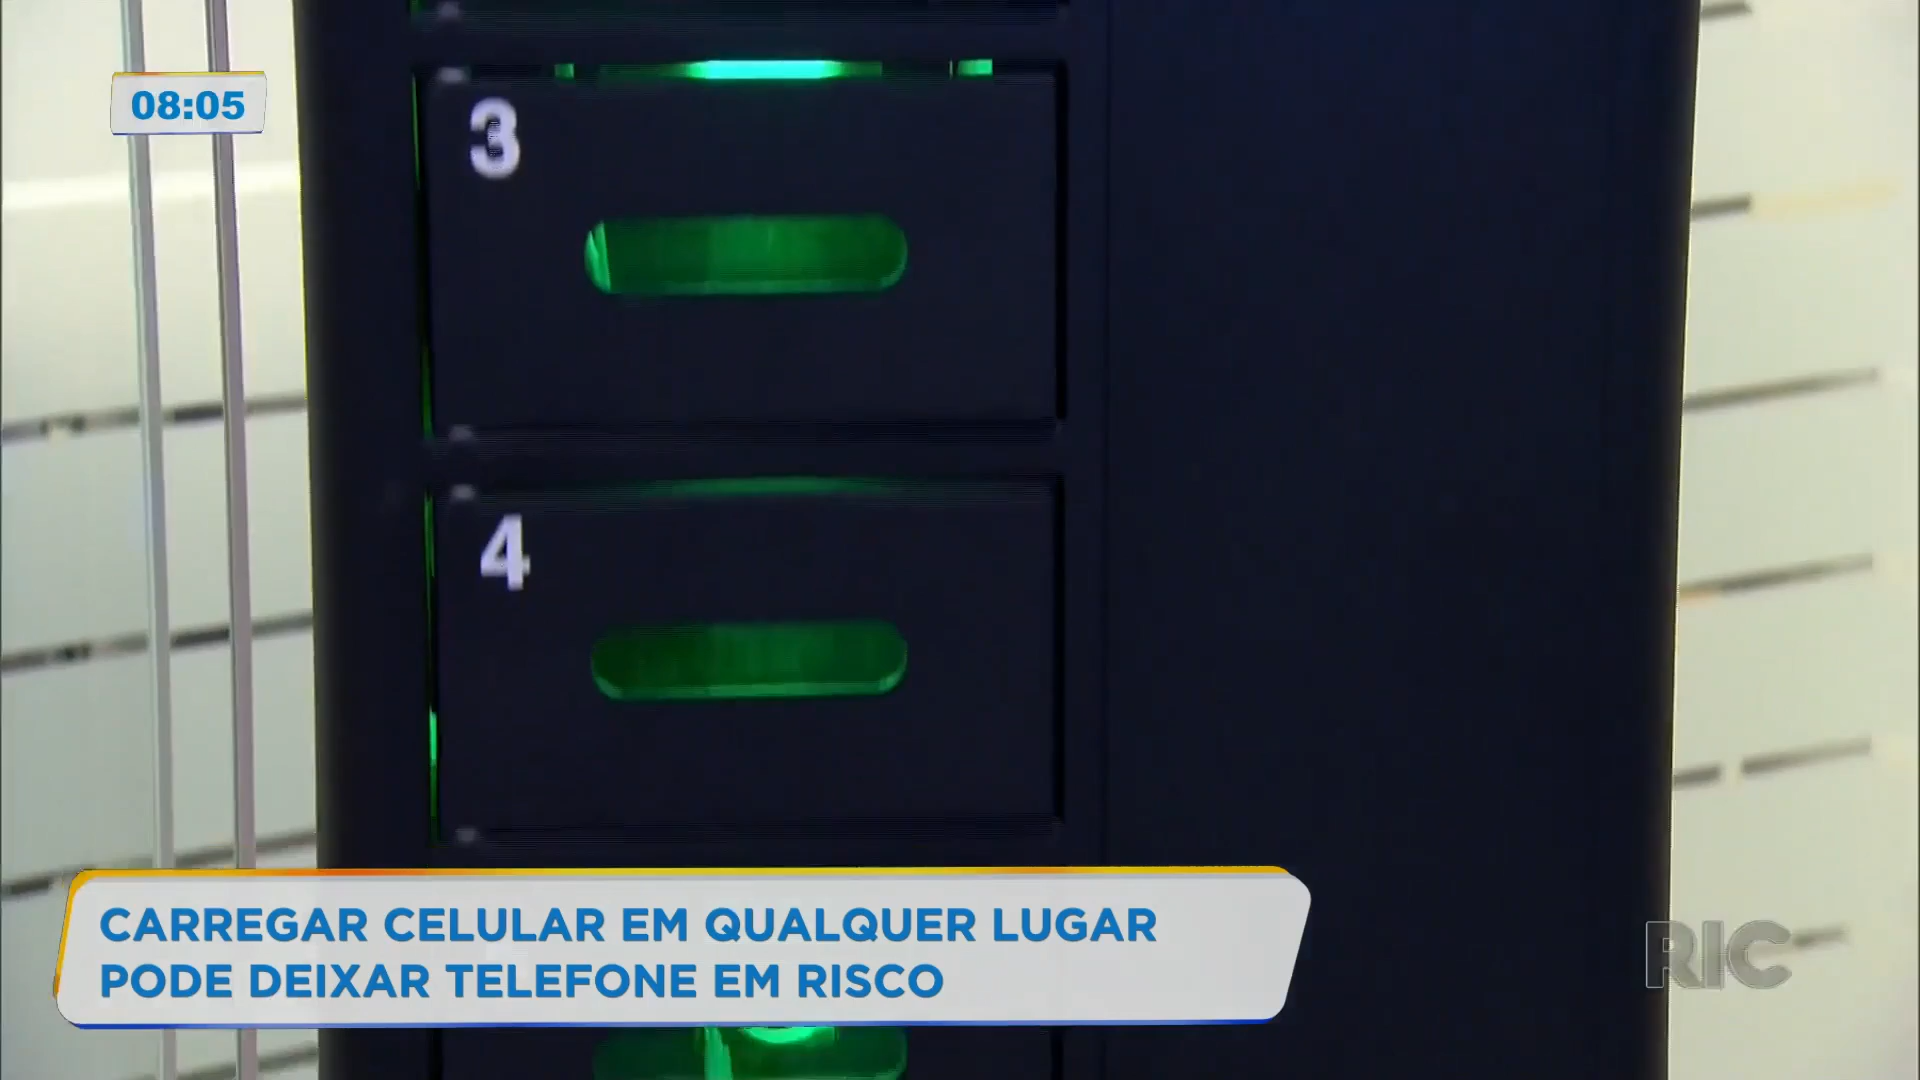 08:05
3
4
CARREGAR CELULAR EM QUALQUER LUGAR
PODE DEIXAR TELEFONE EM RISCO
RIC